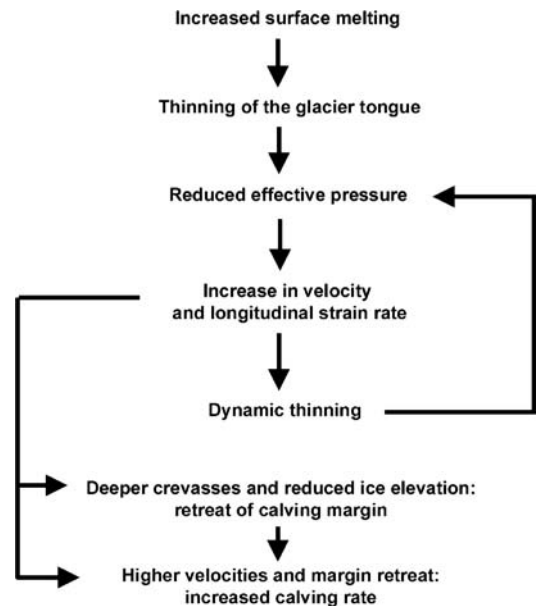 Increased surface melting
Thinning of the glacier tongue
Reduced effective pressure
Increase in velocity
and longitudinal strain rate
Dynamic thinning
Deeper crevasses and reduced ice elevation:
retreat of calving margin
Higher velocities and margin retreat:
increased calving rate